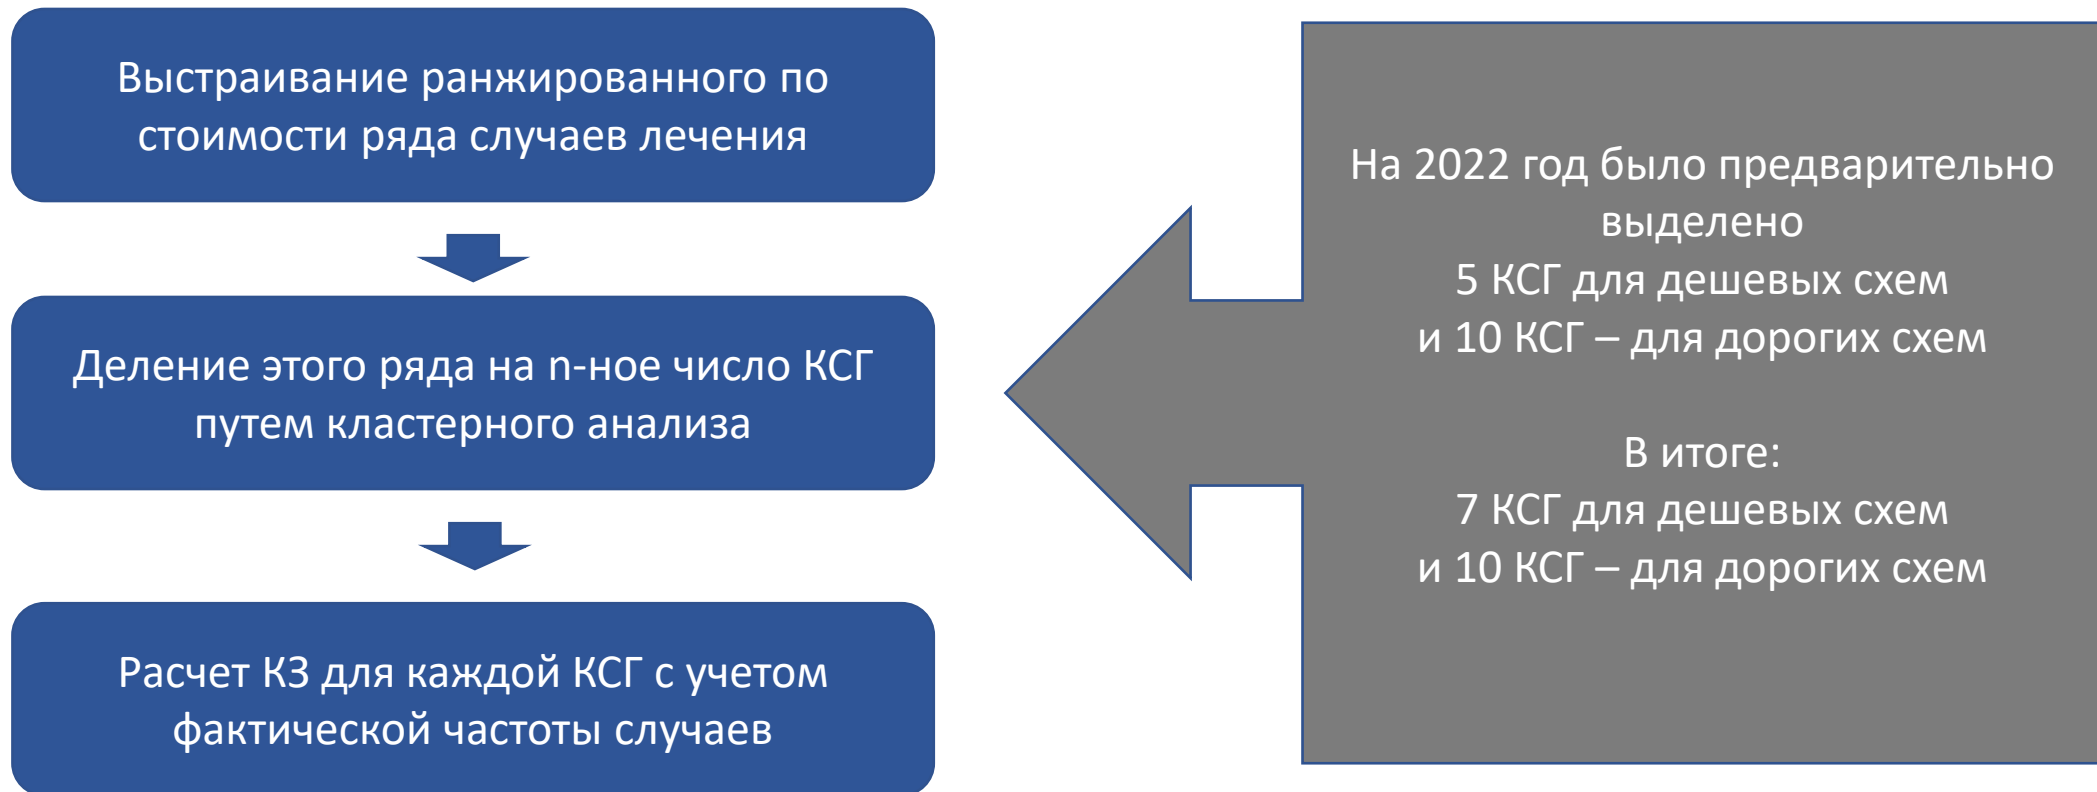 Выстраивание ранжированного по
стоимости ряда случаев лечения
Деление этого ряда на n-ное число КСГ
путем кластерного анализа
Расчет КЗ для каждой КСГ с учетом
фактической частоты случаев
На 2022 год было предварительно
выделено
5 КСГ для дешевых схем
и 10 КСГ – для дорогих схем
В итоге:
7 КСГ для дешевых схем
и 10 КСГ – для дорогих схем